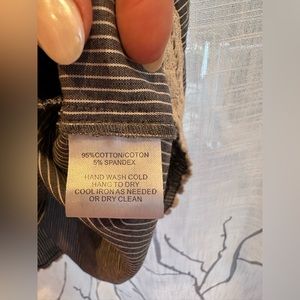 95%COTTON/COTON
5% SPANDEX
HAND WASH COLD
HANG TO DRY
COOL IRON AS NEEDED
OR DRY CLEAN